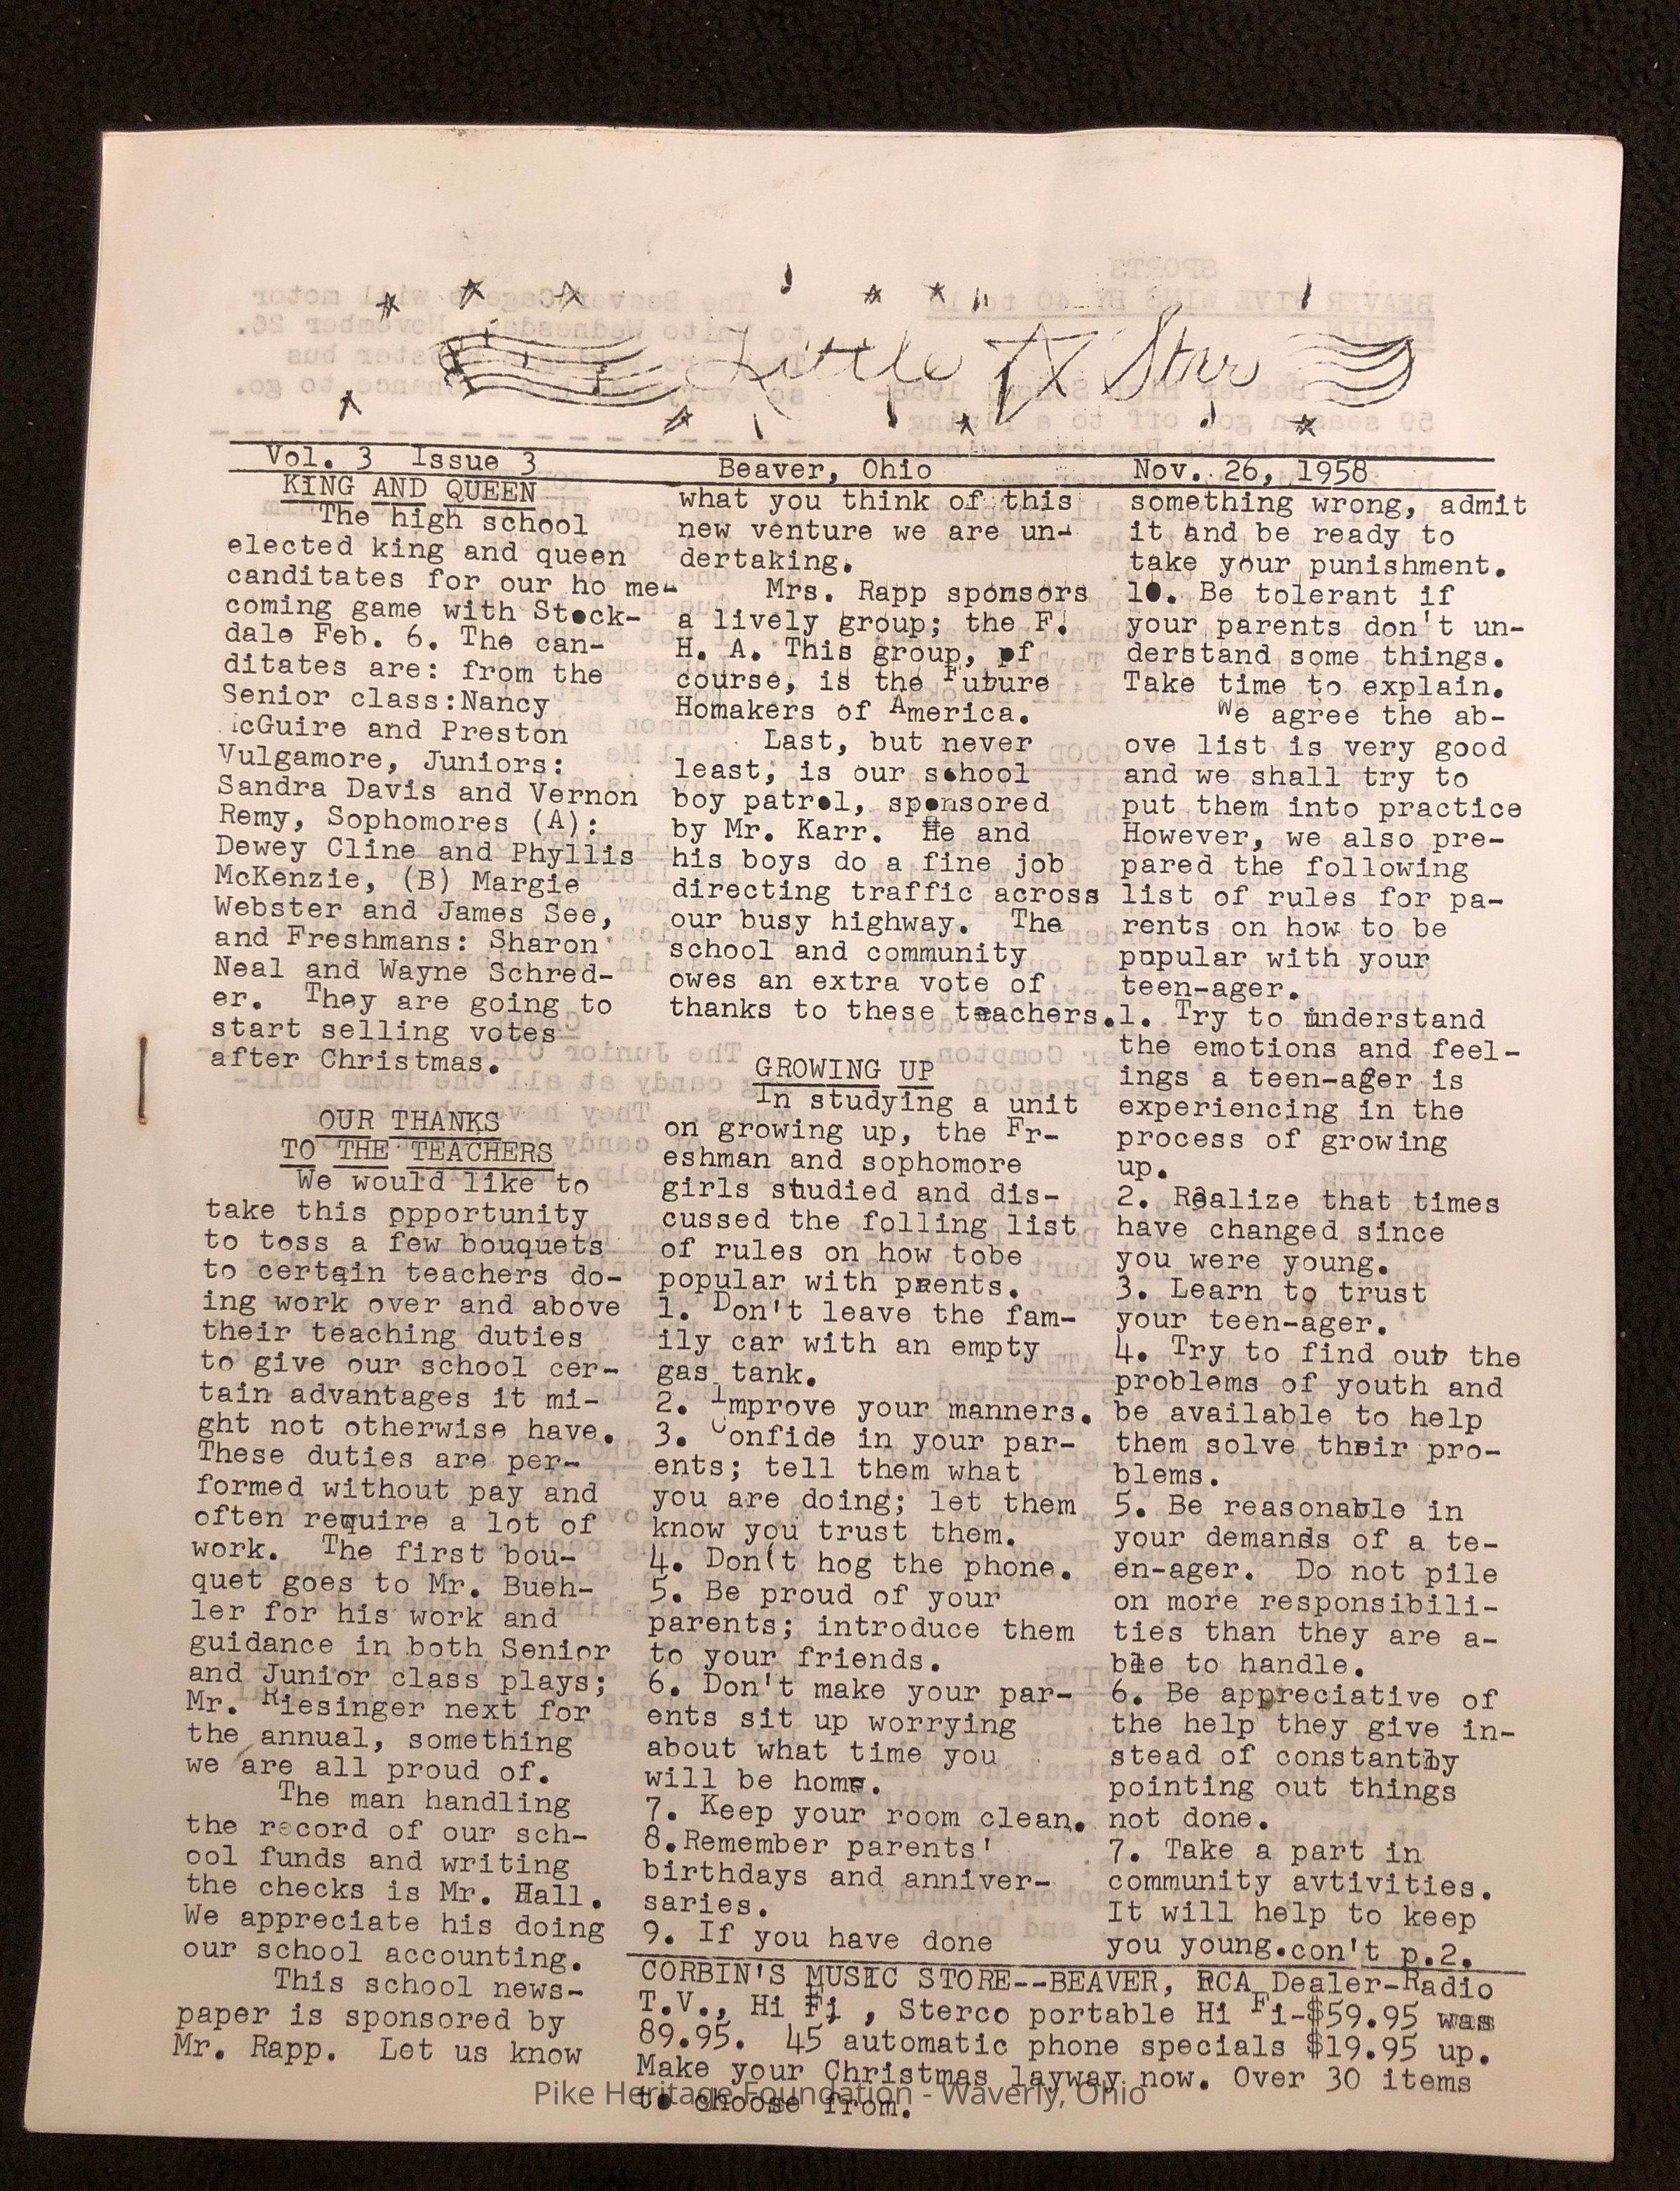 Little Star
Vol. 3 Issue 3 Beaver, Ohio Nov. 26, 1958
KING AND QUEEN
The high school
elected king and queen
canditates for our ho me-
coming game with Stock-
dale Feb. 6. The can-
ditates are: from the
Senior class:Nancy
McGuire and Preston
Vulgamore, Juniors:
Sandra Davis and Vernon
Remy, Sophomores (A):
Dewey Cline and Phyllis
McKenzie, (B) Margie
Webster and James See,
and Freshmans: Sharon
Neal and Wayne Schred-
er. They are going to
start selling votes
after Christmas.
OUR THANKS
TO THE TEACHERS
We would like to
take this opportunity
to toss a few bouquets
to certain teachers do-
ing work over and above
their teaching duties
to give our school cer-
tain advantages it mi-
ght not otherwise have.
These duties are per-
formed without pay and
often require a lot of
work. The first bou-
quet goes to Mr. Bueh-
ler for his work and
guidance in both Senior
and Junior class plays;
Mr. Riesinger next for
the annual, something
we are all proud of.
The man handling
the record of our sch-
ool funds and writing
the checks is Mr. Hall.
We appreciate his doing
our school accounting.
This school news-
paper is sponsored by
Mr. Rapp. Let us know
what you think of this
new venture we are un-
dertaking.
Mrs. Rapp sponsors
a lively group; the F.
H. A. This group, of
course, is the Future
Homakers of America.
Last, but never
least, is our school
boy patrol, sponsored
by Mr. Karr. He and
his boys do a fine job
directing traffic across
our busy highway. The
school and community
owes an extra vote of
thanks to these teachers.
GROWING UP
In studying a unit
on growing up, the Fr-
eshman and sophomore
girls studied and dis-
cussed the folling list
of rules on how tobe
popular with parents.
1. Don't leave the fam-
ily car with an empty
gas tank.
2. Improve your manners.
3. Confide in your par-
ents; tell them what
you are doing; let them
know you trust them.
4. Don(t hog the phone.
5. Be proud of your
parents; introduce them
to your friends.
6. Don't make your par-
ents sit up worrying
about what time you
will be home.
7. Keep your room clean.
8.Remember parents'
birthdays and anniver-
saries.
9. If you have done
something wrong, admit
it and be ready to
take your punishment.
10. Be tolerant if
your parents don't un-
derstand some things.
Take time to explain.
We agree the ab-
ove list is very good
and we shall try to
put them into practice
However, we also pre-
pared the following
list of rules for pa-
rents on how to be
popular with your
teen-ager.
1. Try to understand
the emotions and feel-
ings a teen-ager is
experiencing in the
process of growing
up.
2. Realize that times
have changed since
you were young.
3. Learn to trust
your teen-ager.
4. Try to find out the
problems of youth and
be available to help
them solve their pro-
blems.
5. Be reasonable in
your demands of a te-
en-ager. Do not pile
on more responsibili-
ties than they are a-
ble to handle.
6. Be appreciative of
the help they give in-
stead of constantly
pointing out things
not done.
7. Take a part in
community avtivities.
It will help to keep
you young.con't p.2.
CORBIN'S MUSIC STORE--BEAVER, RCA Dealer-Radio
T.V., Hi Fi , Sterco portable Hi Fi-$59.95 was
89.95. 45 automatic phone specials $19.95 up.
Make your Christmas layway now. Over 30 items
to choose from.
Pike Heritage Foundation - Waverly, Ohio